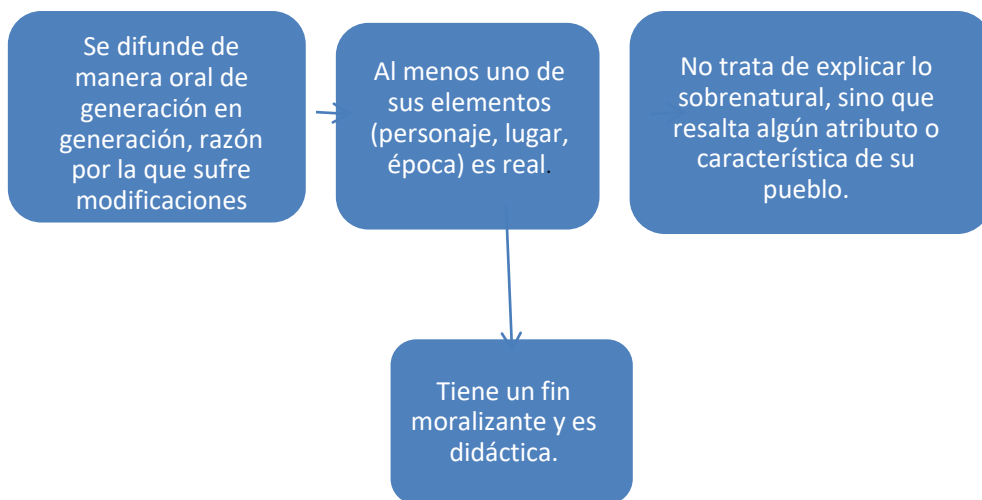 Se difunde de
manera oral de
generación en
generación, razón
por la que sufre
modificaciones
Al menos uno de
sus elementos
(personaje, lugar,
época) es real.
No trata de explicar lo
sobrenatural, sino que
resalta algún atributo o
característica de su
pueblo.
Tiene un fin
moralizante y es
didáctica.